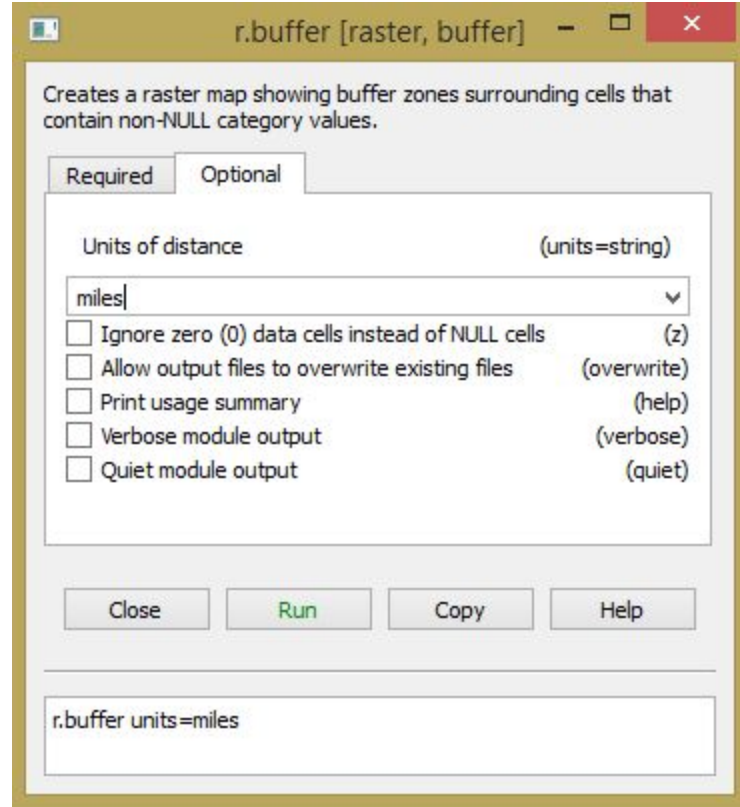 r.buffer [raster, buffer]
Creates a raster map showing buffer zones surrounding cells that
contain non-NULL category values.
Required Optional
Units of distance (units=string)
miles
Ignore zero (0) data cells instead of NULL cells (z)
Allow output files to overwrite existing files (overwrite)
Print usage summary (help)
Verbose module output (verbose)
Quiet module output (quiet)
Close Run Copy Help
r.buffer units=miles